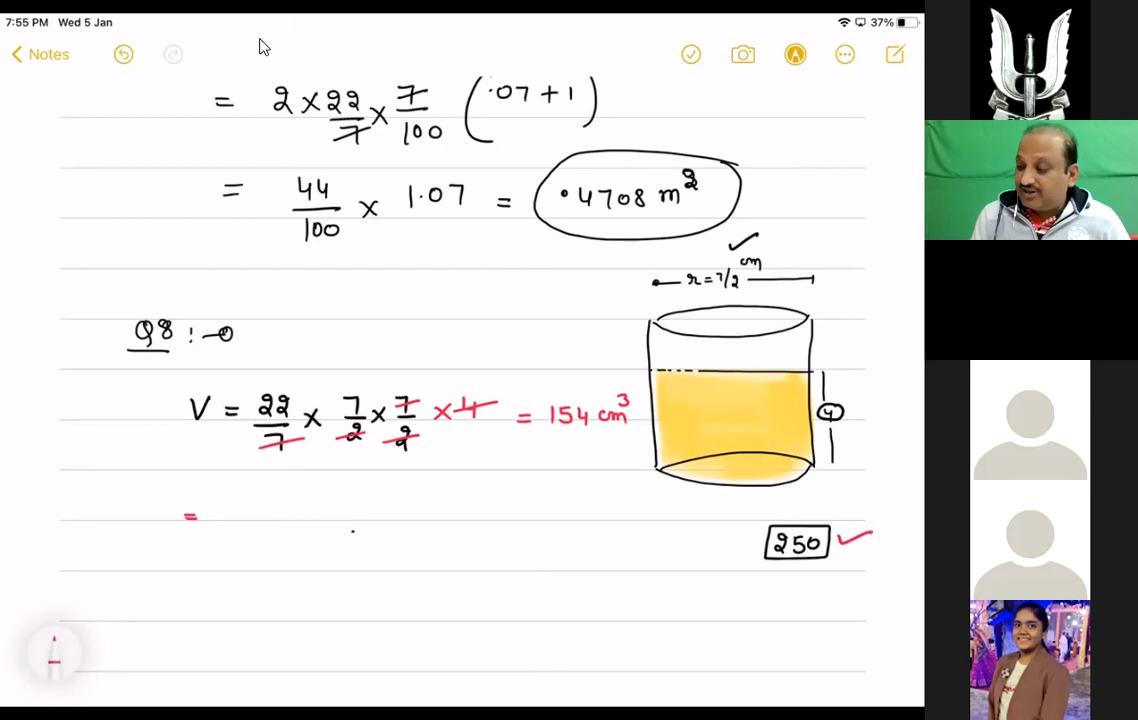 7:55 PM Wed 5 Jan
37%
Notes
= 2 × 22/7 × 7/100 (.07 + 1)
= 44/100 × 1.07 = .4708 m²
r = 7/2 cm
Q8 :-
V = 22/7 × 7/2 × 7/2 × 4 = 154 cm³
4
=
250